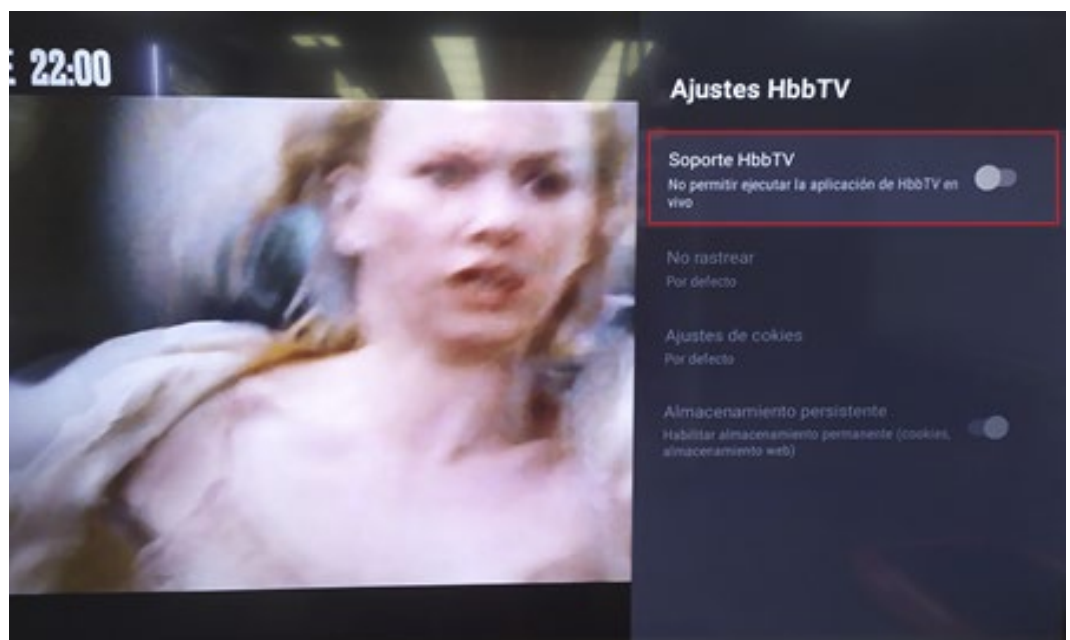 E 22:00
Ajustes HbbTV
Soporte HbbTV
No permitir ejecutar la aplicación de HbbTV en
vivo
No rastrear
Por defecto
Ajustes de cokies
Por defecto
Almacenamiento persistente
Habilitar almacenamiento permanente (cookies,
almacenamiento web)